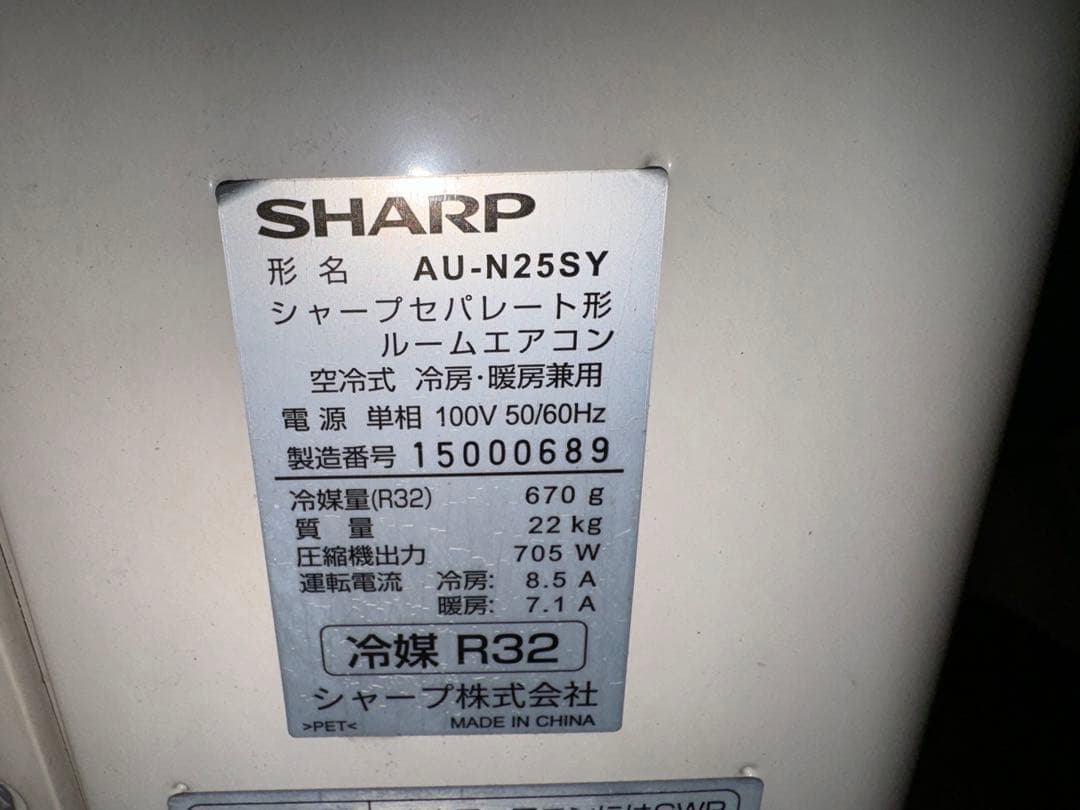 SHARP
形名 AU-N25SY
シャープセパレート形
ルームエアコン
空冷式 冷房・暖房兼用
電源 単相 100V 50/60Hz
製造番号 15000689
冷媒量(R32) 670 g
質量 22 kg
圧縮機出力 705 W
運転電流 冷房: 8.5 A
暖房: 7.1 A
冷媒 R32
シャープ株式会社
>PET< MADE IN CHINA